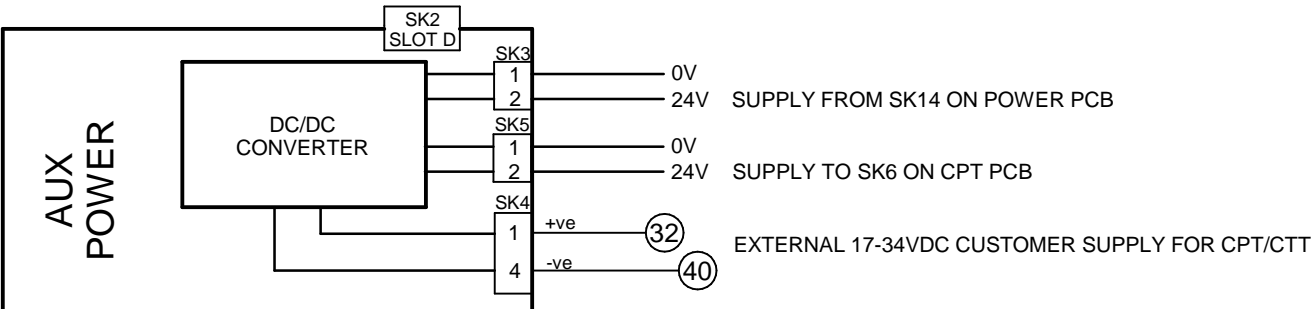 SK2
SLOT D
AUX
POWER
DC/DC
CONVERTER
SK3
1
0V
2
24V SUPPLY FROM SK14 ON POWER PCB
SK5
1
0V
2
24V SUPPLY TO SK6 ON CPT PCB
SK4
1
+ve
32
4
-ve
40
EXTERNAL 17-34VDC CUSTOMER SUPPLY FOR CPT/CTT